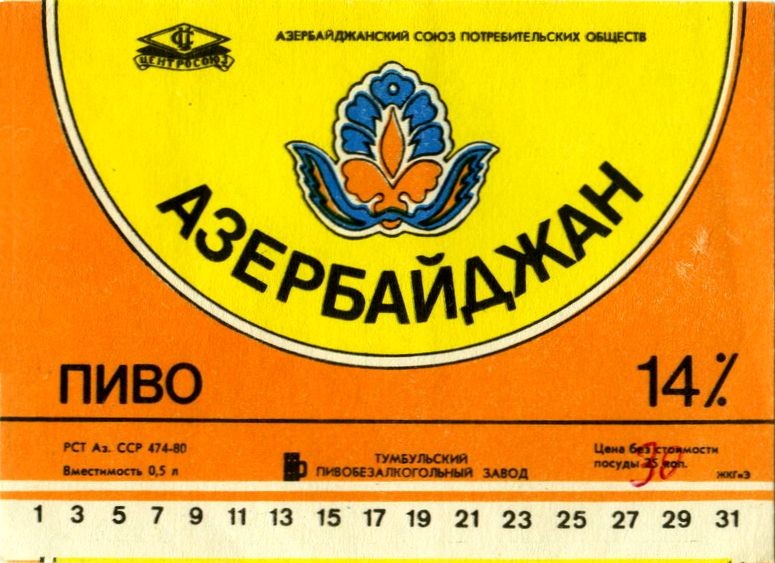 ЦЕНТРОСОЮЗ
АЗЕРБАЙДЖАНСКИЙ СОЮЗ ПОТРЕБИТЕЛЬСКИХ ОБЩЕСТВ
АЗЕРБАЙДЖАН
ПИВО
14%
РСТ Аз. ССР 474-80
Вместимость 0,5 л
ТУМБУЛЬСКИЙ
ПИВОБЕЗАЛКОГОЛЬНЫЙ ЗАВОД
Цена без стоимости
посуды 25 коп.
30
ЖКГиЭ
1 3 5 7 9 11 13 15 17 19 21 23 25 27 29 31